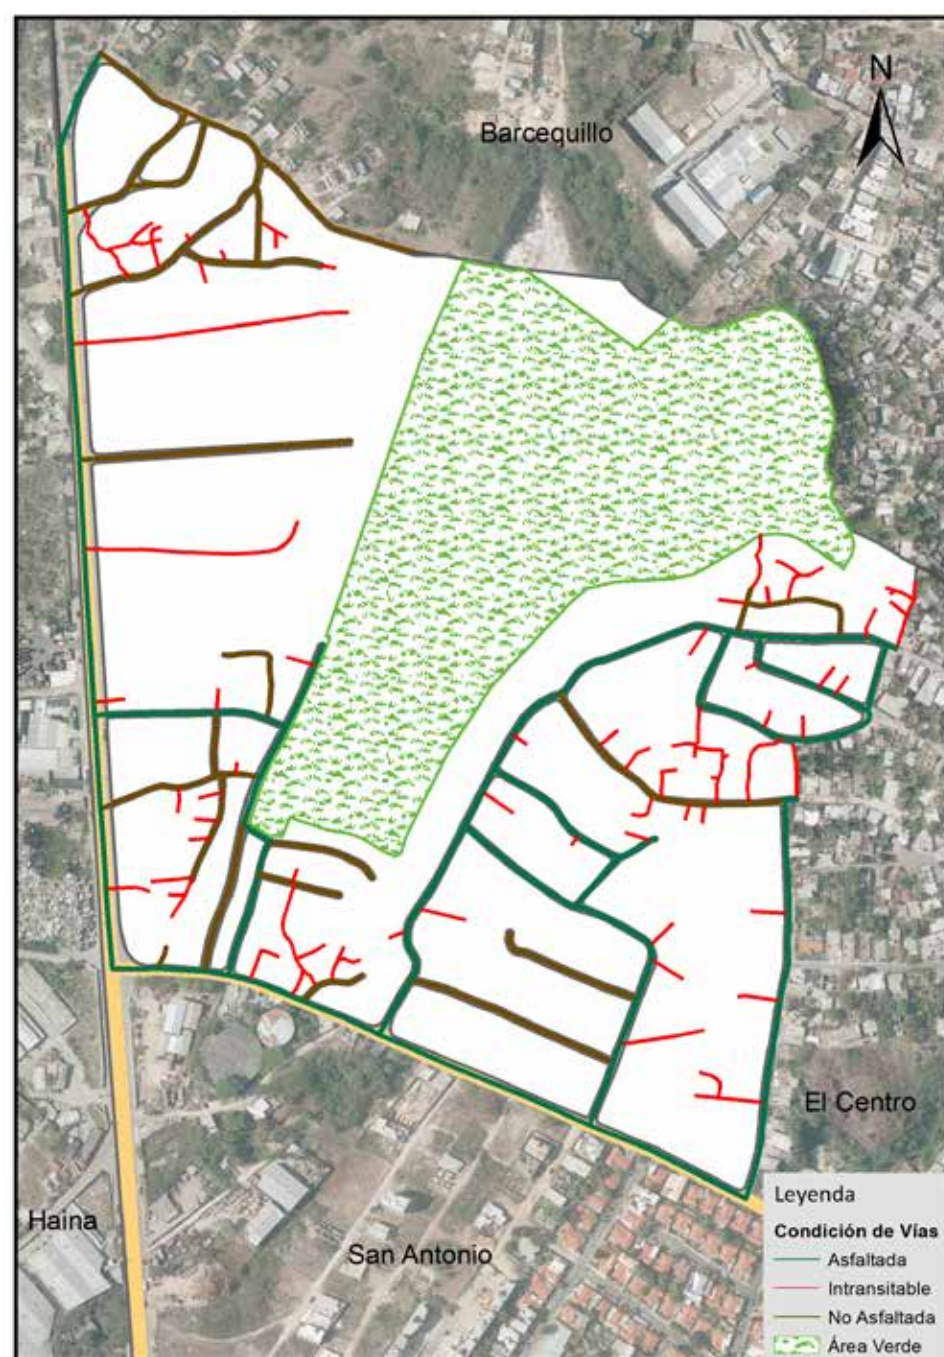 N
Barcequillo
El Centro
Haina
San Antonio
Leyenda
Condición de Vías
Asfaltada
Intransitable
No Asfaltada
Área Verde